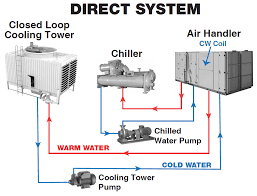 DIRECT SYSTEM
Closed Loop
Cooling Tower
Chiller
Air Handler
CW Coil
Chilled
Water Pump
WARM WATER
COLD WATER
Cooling Tower
Pump